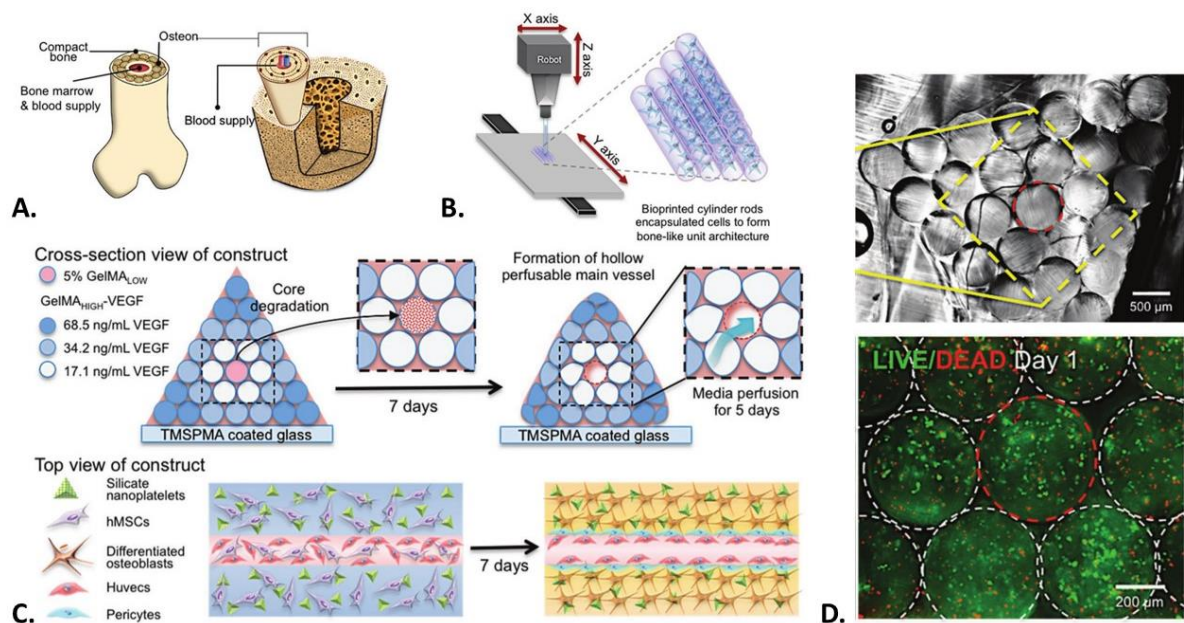 Compact
bone
Osteon
Bone marrow
& blood supply
Blood supply
A.
X axis
Z axis
Robot
Y axis
Bioprinted cylinder rods
encapsulated cells to form
bone-like unit architecture
B.
Cross-section view of construct
5% GelMALOW
GelMAHIGH-VEGF
68.5 ng/mL VEGF
34.2 ng/mL VEGF
17.1 ng/mL VEGF
Core
degradation
7 days
Formation of hollow
perfusable main vessel
Media perfusion
for 5 days
TMSPMA coated glass
TMSPMA coated glass
Top view of construct
Silicate
nanoplatelets
hMSCs
Differentiated
osteoblasts
Huvecs
Pericytes
7 days
C.
500 µm
LIVE/DEAD Day 1
200 µm
D.